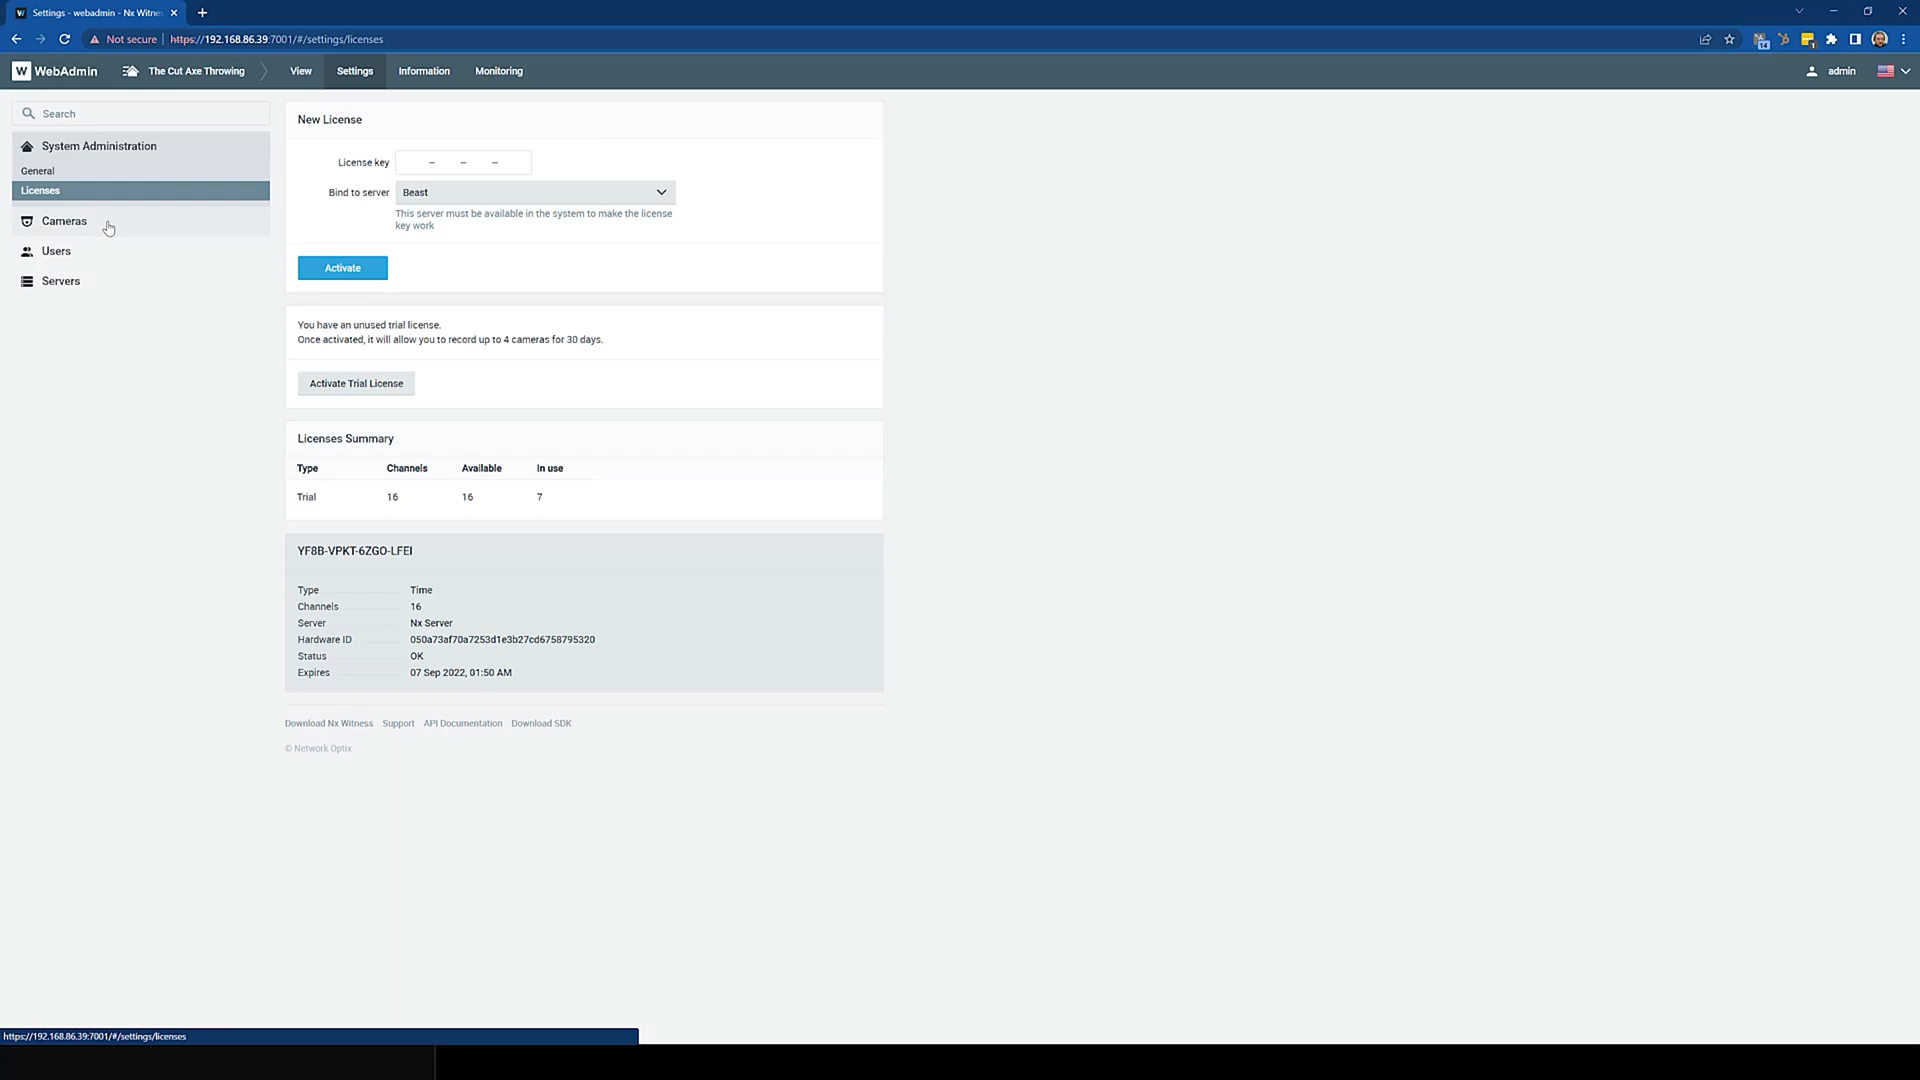 Settings - webadmin - Nx Witne
Not secure
https://192.168.86.39:7001/#/settings/licenses
14
1
W WebAdmin
The Cut Axe Throwing
View
Settings
Information
Monitoring
admin
Search
System Administration
General
Licenses
Cameras
Users
Servers
New License
License key – – –
Bind to server Beast
This server must be available in the system to make the license
key work
Activate
You have an unused trial license.
Once activated, it will allow you to record up to 4 cameras for 30 days.
Activate Trial License
Licenses Summary
Type Channels Available In use
Trial 16 16 7
YF8B-VPKT-6ZGO-LFEI
Type Time
Channels 16
Server Nx Server
Hardware ID 050a73af70a7253d1e3b27cd6758795320
Status OK
Expires 07 Sep 2022, 01:50 AM
Download Nx Witness Support API Documentation Download SDK
© Network Optix
https://192.168.86.39:7001/#/settings/licenses